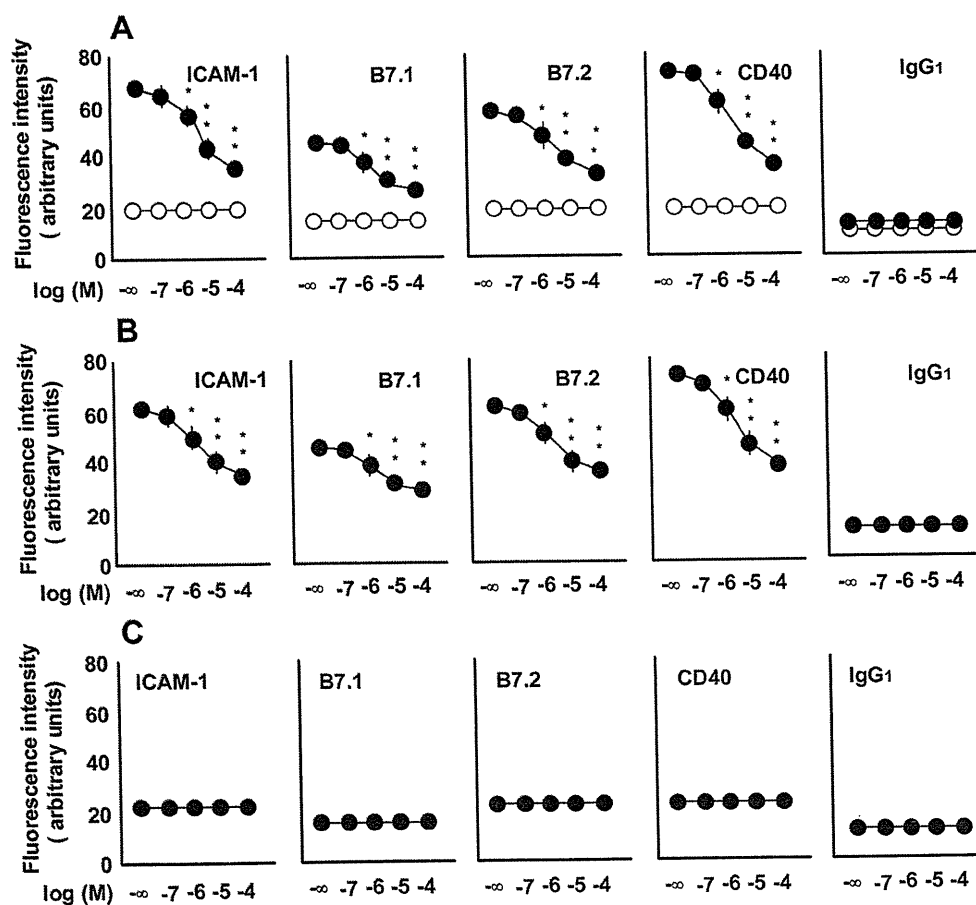 A
ICAM-1 B7.1 B7.2 CD40 IgG1
Fluorescence intensity
( arbitrary units)
80
60
40
20
0
* * * * * * * * * * * * * * * * * * * *
log (M) -∞ -7 -6 -5 -4 -∞ -7 -6 -5 -4 -∞ -7 -6 -5 -4 -∞ -7 -6 -5 -4 -∞ -7 -6 -5 -4
B
ICAM-1 B7.1 B7.2 CD40 IgG1
Fluorescence intensity
( arbitrary units)
80
60
40
20
0
* * * * * * * * * * * * * * * * * * * *
log (M) -∞ -7 -6 -5 -4 -∞ -7 -6 -5 -4 -∞ -7 -6 -5 -4 -∞ -7 -6 -5 -4 -∞ -7 -6 -5 -4
C
ICAM-1 B7.1 B7.2 CD40 IgG1
Fluorescence intensity
( arbitrary units)
80
60
40
20
0
log (M) -∞ -7 -6 -5 -4 -∞ -7 -6 -5 -4 -∞ -7 -6 -5 -4 -∞ -7 -6 -5 -4 -∞ -7 -6 -5 -4